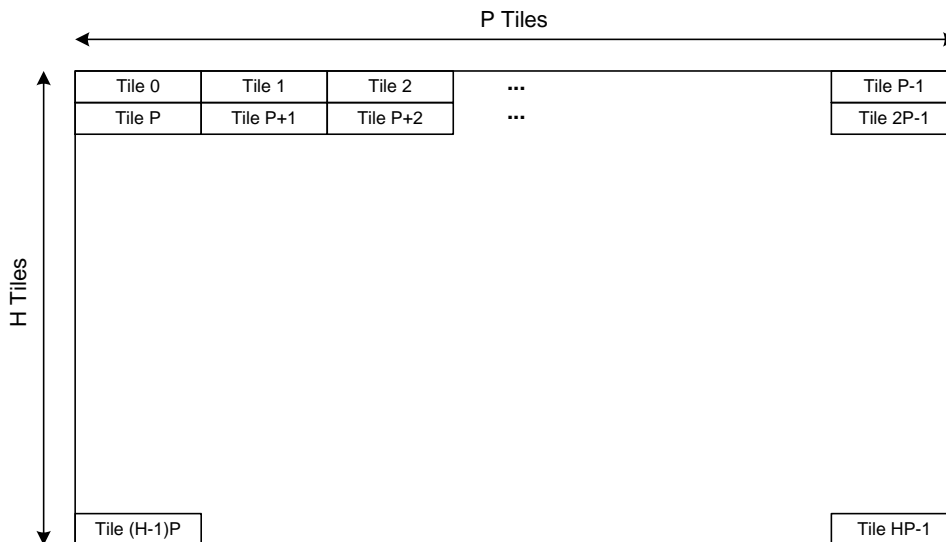 P Tiles
Tile 0 Tile 1 Tile 2 ... Tile P-1
Tile P Tile P+1 Tile P+2 ... Tile 2P-1
H Tiles
Tile (H-1)P Tile HP-1